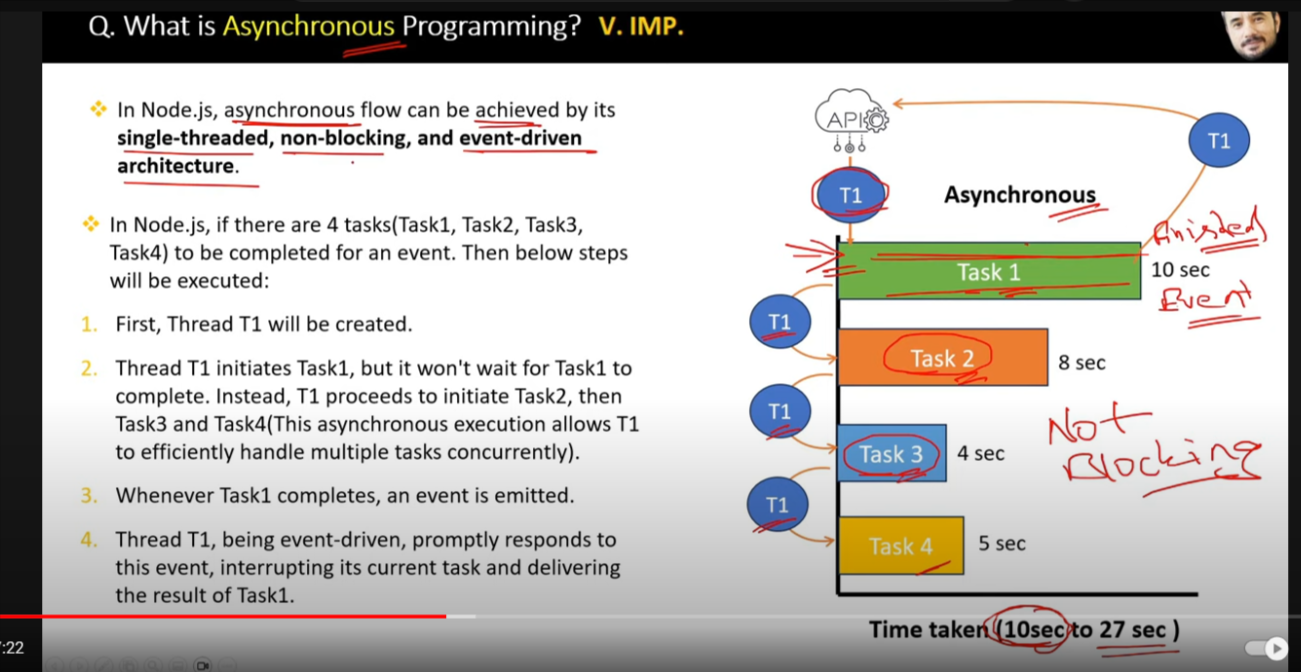 Q. What is Asynchronous Programming? V. IMP.
In Node.js, asynchronous flow can be achieved by its
single-threaded, non-blocking, and event-driven
architecture.
In Node.js, if there are 4 tasks(Task1, Task2, Task3,
Task4) to be completed for an event. Then below steps
will be executed:
1. First, Thread T1 will be created.
2. Thread T1 initiates Task1, but it won't wait for Task1 to
complete. Instead, T1 proceeds to initiate Task2, then
Task3 and Task4(This asynchronous execution allows T1
to efficiently handle multiple tasks concurrently).
3. Whenever Task1 completes, an event is emitted.
4. Thread T1, being event-driven, promptly responds to
this event, interrupting its current task and delivering
the result of Task1.
API
T1
T1
Asynchronous
Finished
Task 1
10 sec
Event
T1
Task 2
8 sec
T1
Not
Blocking
Task 3
4 sec
T1
Task 4
5 sec
Time taken (10sec to 27 sec )
:22